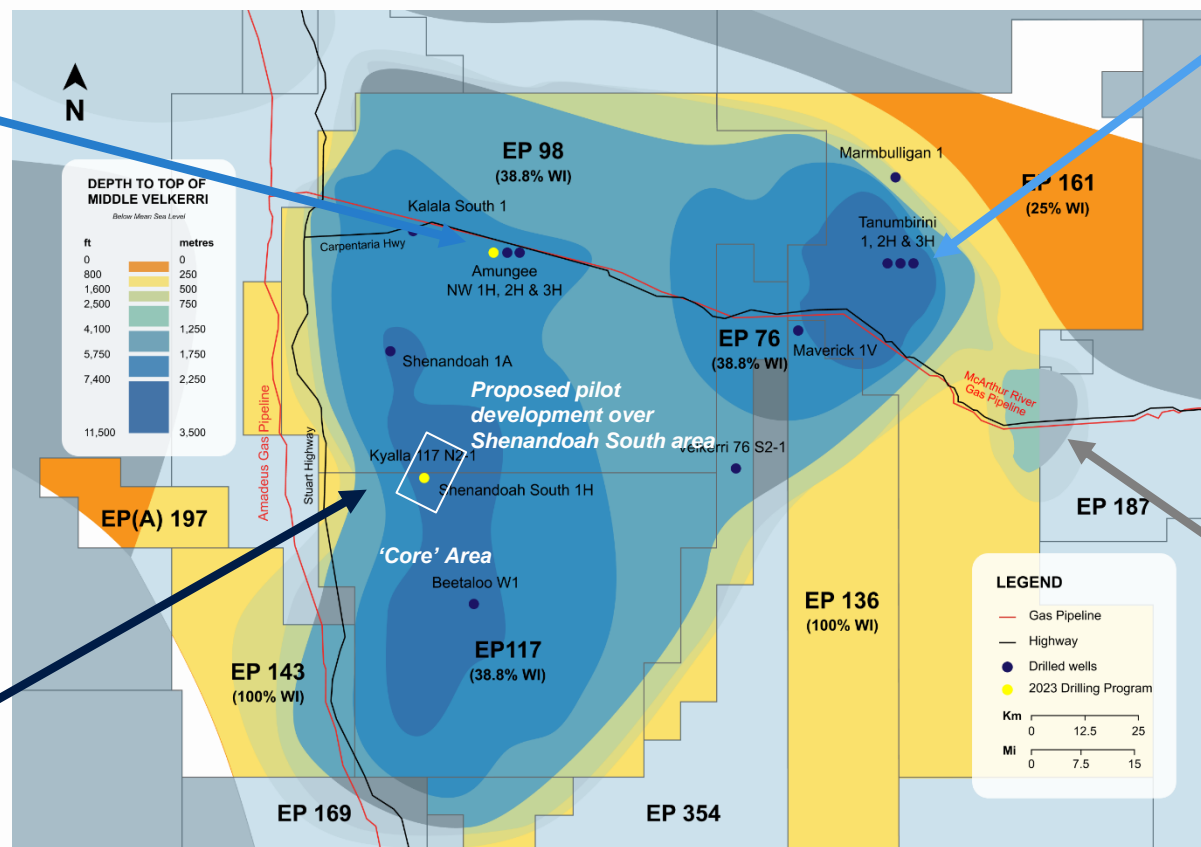 N
DEPTH TO TOP OF
MIDDLE VELKERRI
Below Mean Sea Level
ft
metres
0
0
800
250
1,600
500
2,500
750
4,100
1,250
5,750
1,750
7,400
2,250
11,500
3,500
EP 98
(38.8% WI)
Marmbulligan 1
EP 161
(25% WI)
Kalala South 1
Tanumbirini
1, 2H & 3H
Carpentaria Hwy
Amungee
NW 1H, 2H & 3H
EP 76
(38.8% WI)
Maverick 1V
Shenandoah 1A
McArthur River
Gas Pipeline
Proposed pilot
development over
Shenandoah South area
Amadeus Gas Pipeline
Stuart Highway
Kyalla 117 N2-1
Velkerri 76 S2-1
Shenandoah South 1H
EP(A) 197
EP 187
'Core' Area
Beetaloo W1
EP 136
(100% WI)
EP117
(38.8% WI)
EP 143
(100% WI)
EP 169
EP 354
LEGEND
Gas Pipeline
Highway
Drilled wells
2023 Drilling Program
Km
0 12.5 25
Mi
0 7.5 15